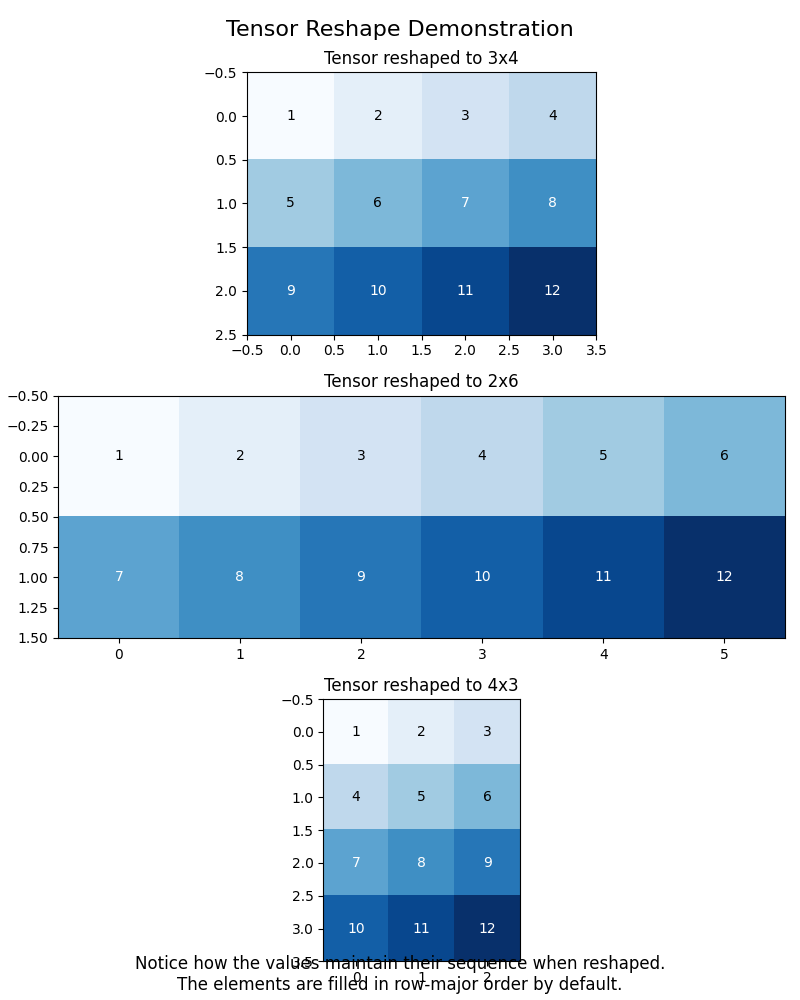 Tensor Reshape Demonstration
Tensor reshaped to 3x4
−0.5
0.0 1 2 3 4
0.5
1.0 5 6 7 8
1.5
2.0 9 10 11 12
2.5
−0.5 0.0 0.5 1.0 1.5 2.0 2.5 3.0 3.5
Tensor reshaped to 2x6
−0.50
−0.25
0.00 1 2 3 4 5 6
0.25
0.50
0.75
1.00 7 8 9 10 11 12
1.25
1.50
0 1 2 3 4 5
Tensor reshaped to 4x3
−0.5
0.0 1 2 3
0.5
1.0 4 5 6
1.5
2.0 7 8 9
2.5
3.0 10 11 12
3.5
Notice how the values maintain their sequence when reshaped.
0 1 2
The elements are filled in row-major order by default.